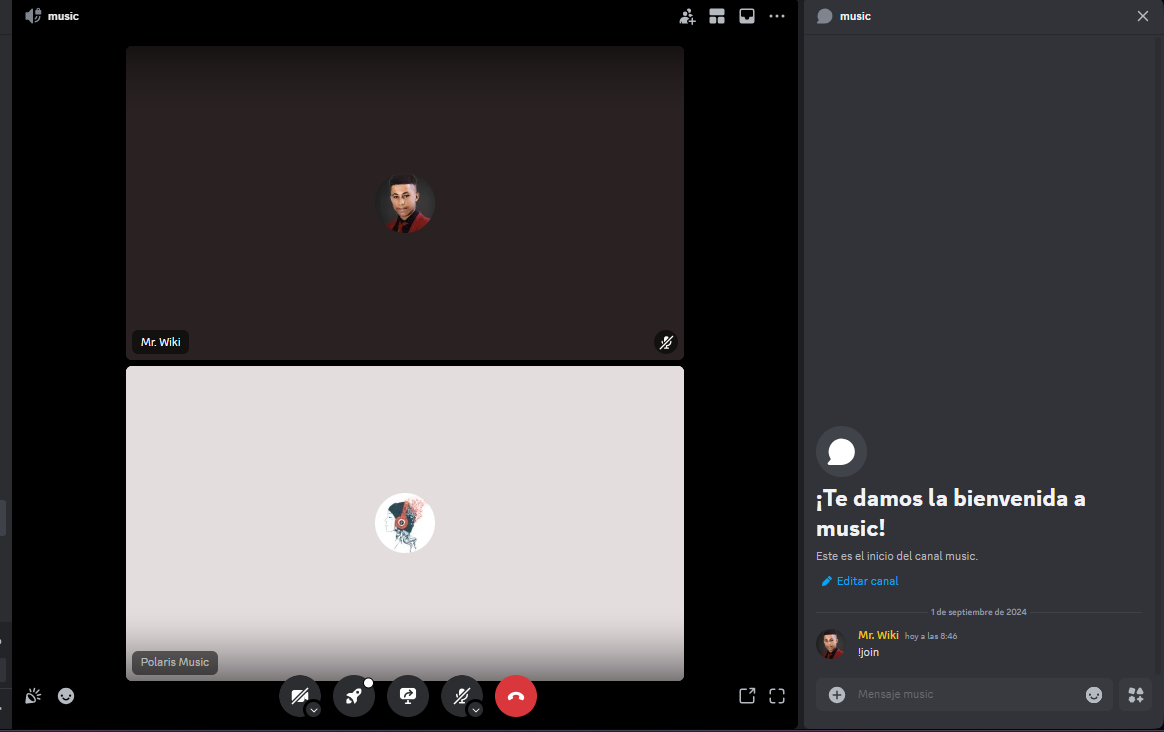 music
Mr. Wiki
Polaris Music
music
¡Te damos la bienvenida a
music!
Este es el inicio del canal music.
Editar canal
1 de septiembre de 2024
Mr. Wiki hoy a las 8:46
!join
Mensaje music